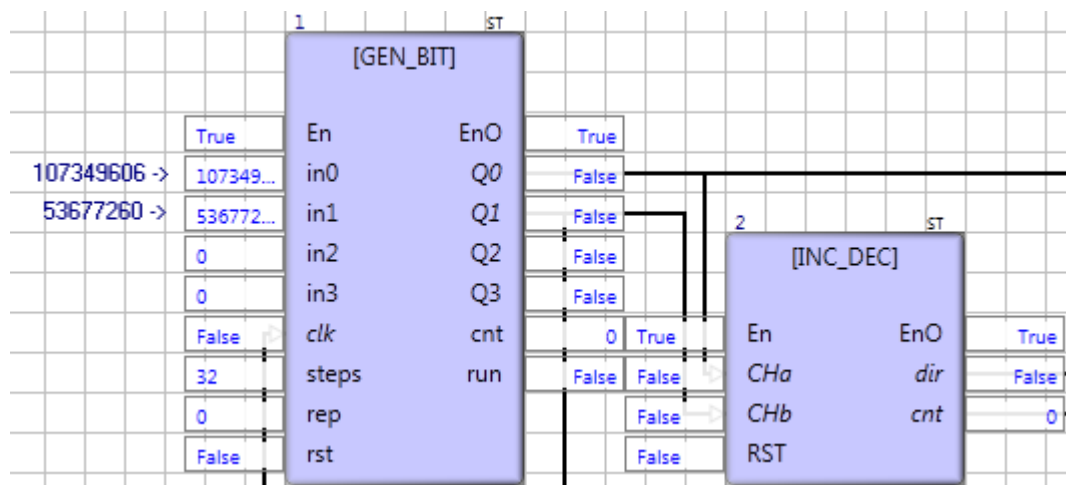 1 ST
[GEN_BIT]
True En EnO True
107349606 -> 107349... in0 Q0 False
53677260 -> 536772... in1 Q1 False
2 ST
0 in2 Q2 False
[INC_DEC]
0 in3 Q3 False
False clk cnt 0 True En EnO True
32 steps run False False CHa dir False
0 rep False CHb cnt 0
False rst False RST